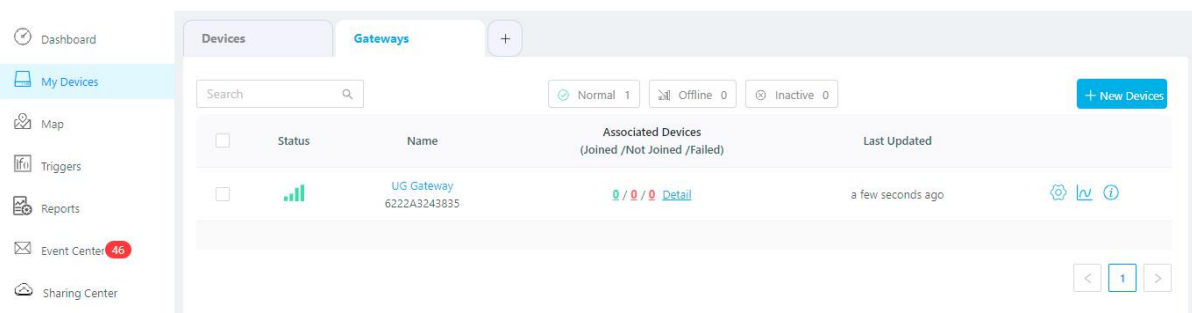 Dashboard
My Devices
Map
Triggers
Reports
Event Center 46
Sharing Center
Devices
Gateways
+
Search
Normal 1
Offline 0
Inactive 0
+ New Devices
Status
Name
Associated Devices
(Joined /Not Joined /Failed)
Last Updated
UG Gateway
6222A3243835
0 / 0 / 0 Detail
a few seconds ago
< 1 >